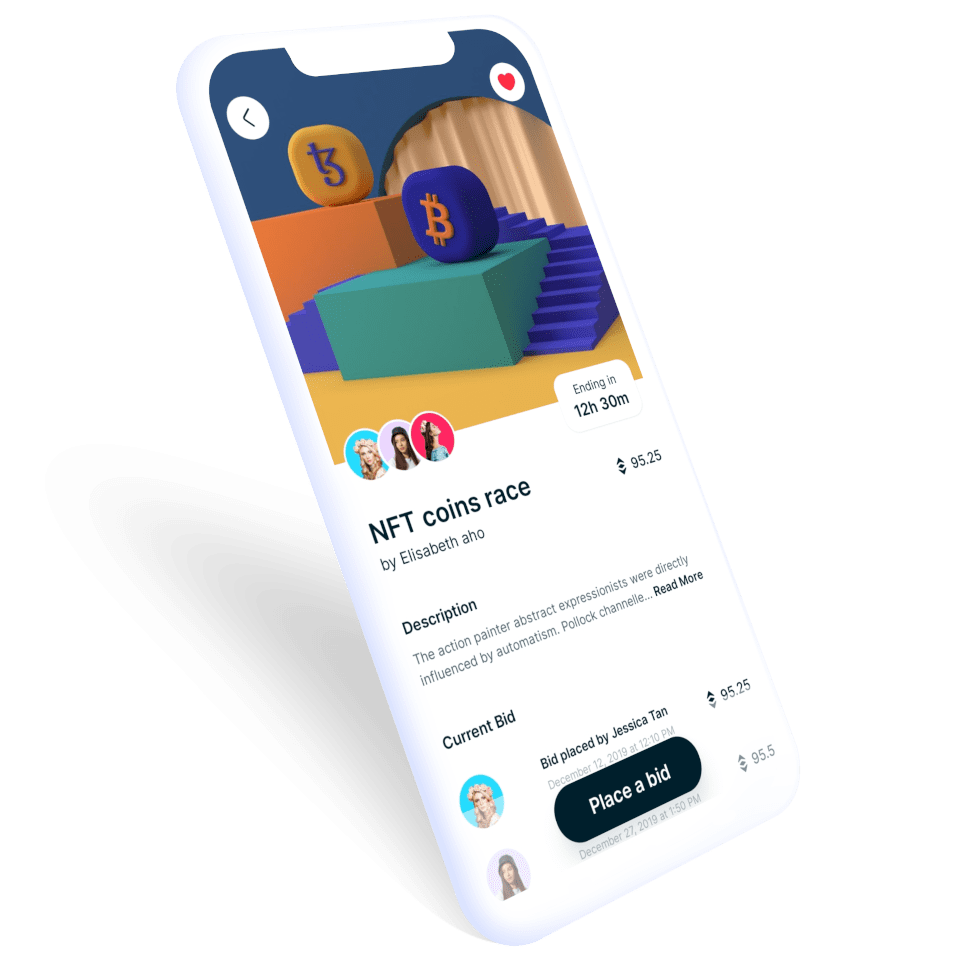 Ending in
12h 30m
95.25
NFT coins race
by Elisabeth aho
Description
The action painter abstract expressionists were directly
influenced by automatism. Pollock channelle... Read More
Current Bid
95.25
Bid placed by Jessica Tan
December 12, 2019 at 12:10 PM
95.5
Place a bid
December 27, 2019 at 1:50 PM